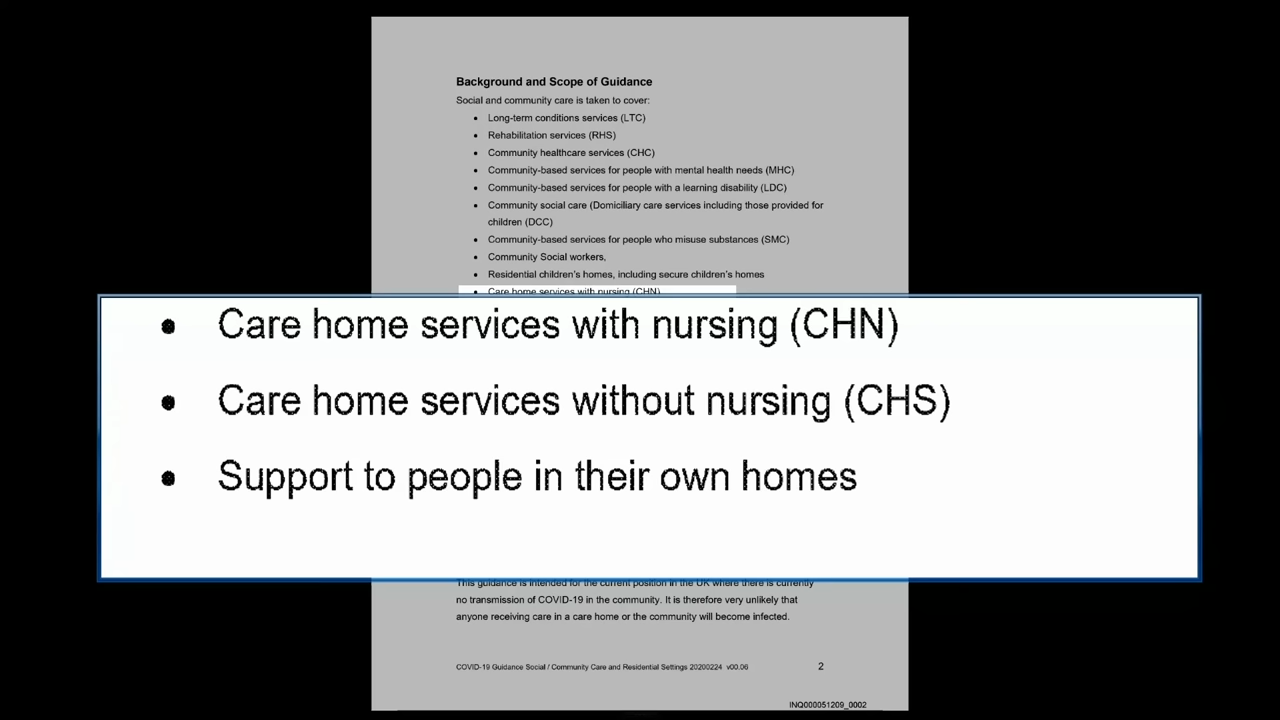 Background and Scope of Guidance
Social and community care is taken to cover:
• Long-term conditions services (LTC)
• Rehabilitation services (RHS)
• Community healthcare services (CHC)
• Community-based services for people with mental health needs (MHC)
• Community-based services for people with a learning disability (LDC)
• Community social care (Domiciliary care services including those provided for
children (DCC)
• Community-based services for people who misuse substances (SMC)
• Community Social workers,
• Residential children's homes, including secure children's homes
• Care home services with nursing (CHN)
• Care home services with nursing (CHN)
• Care home services without nursing (CHS)
• Support to people in their own homes
This guidance is intended for the current position in the UK where there is currently
no transmission of COVID-19 in the community. It is therefore very unlikely that
anyone receiving care in a care home or the community will become infected.
COVID-19 Guidance Social / Community Care and Residential Settings 20200224 v00.06
2
INQ000051209_0002